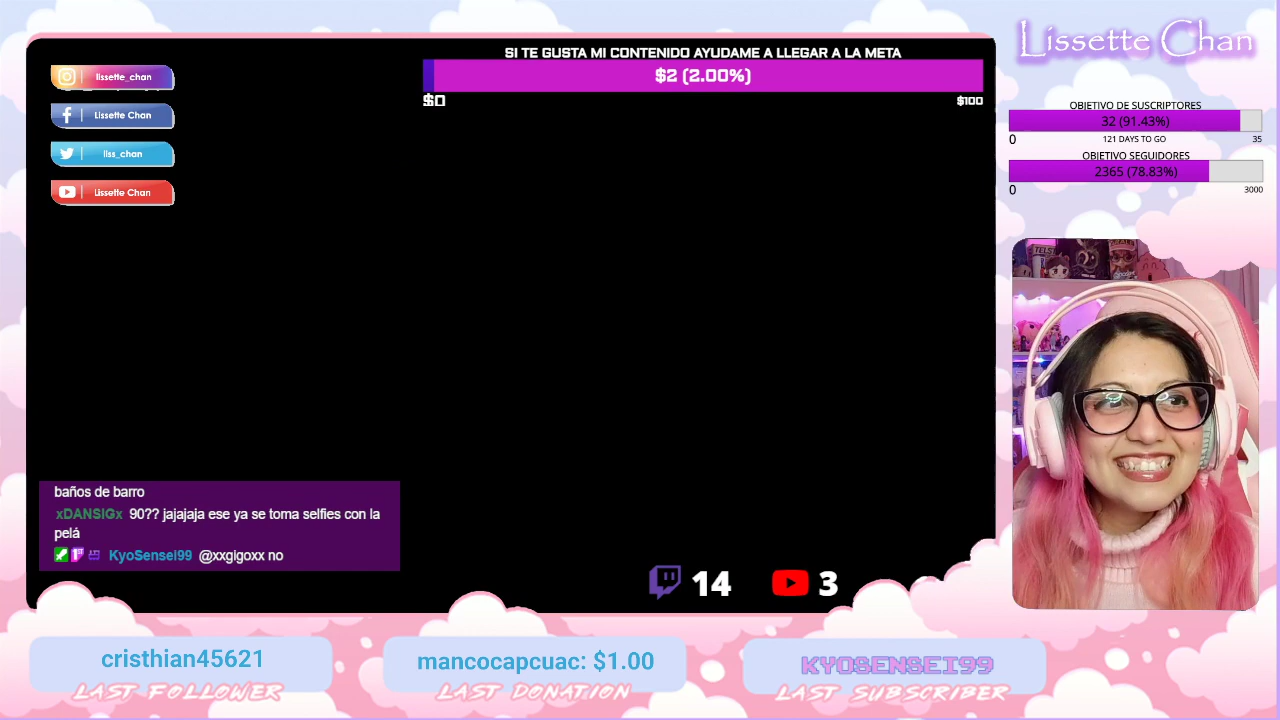 Lissette Chan
SI TE GUSTA MI CONTENIDO AYUDAME A LLEGAR A LA META
$2 (2.00%)
$0
$100
lissette_chan
Lissette Chan
liss_chan
Lissette Chan
OBJETIVO DE SUSCRIPTORES
32 (91.43%)
0
121 DAYS TO GO
35
OBJETIVO SEGUIDORES
2365 (78.83%)
0
3000
baños de barro
xDANSIGx 90?? jajajaja ese ya se toma selfies con la
pelá
KyoSensei99 @xxgigoxx no
14
3
cristhian45621
LAST FOLLOWER
mancocapcuac: $1.00
LAST DONATION
KYOSENSEI99
LAST SUBSCRIBER